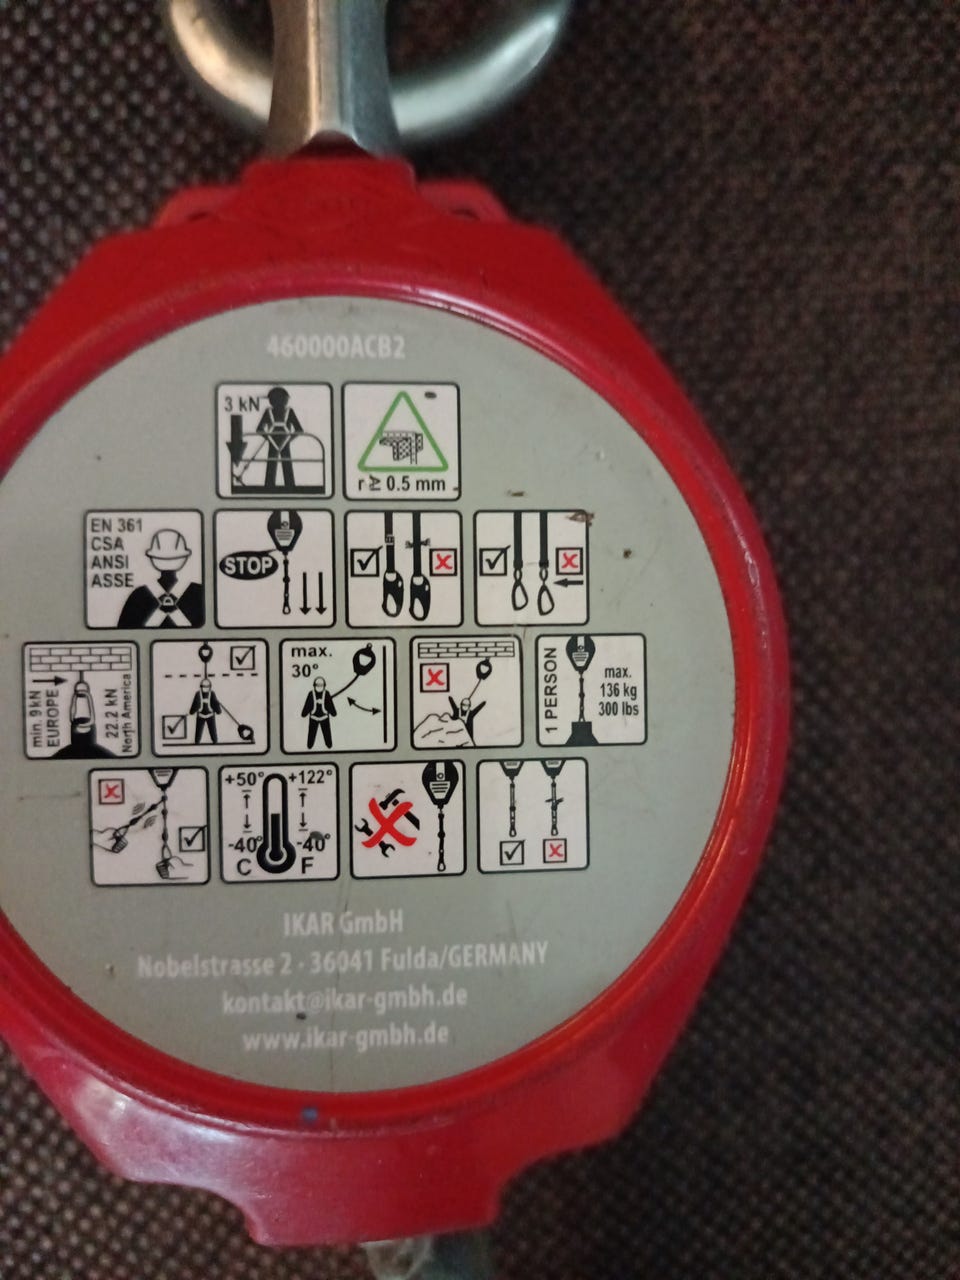 460000ACB2
3 kN
r ≥ 0.5 mm
EN 361
CSA
ANSI
ASSE
STOP
min. 9kN
EUROPE
22.2 kN
North America
max.
30°
1 PERSON
max.
136 kg
300 lbs
+50° +122°
-40° -40°
C F
IKAR GmbH
Nobelstrasse 2 · 36041 Fulda/GERMANY
kontakt@ikar-gmbh.de
www.ikar-gmbh.de